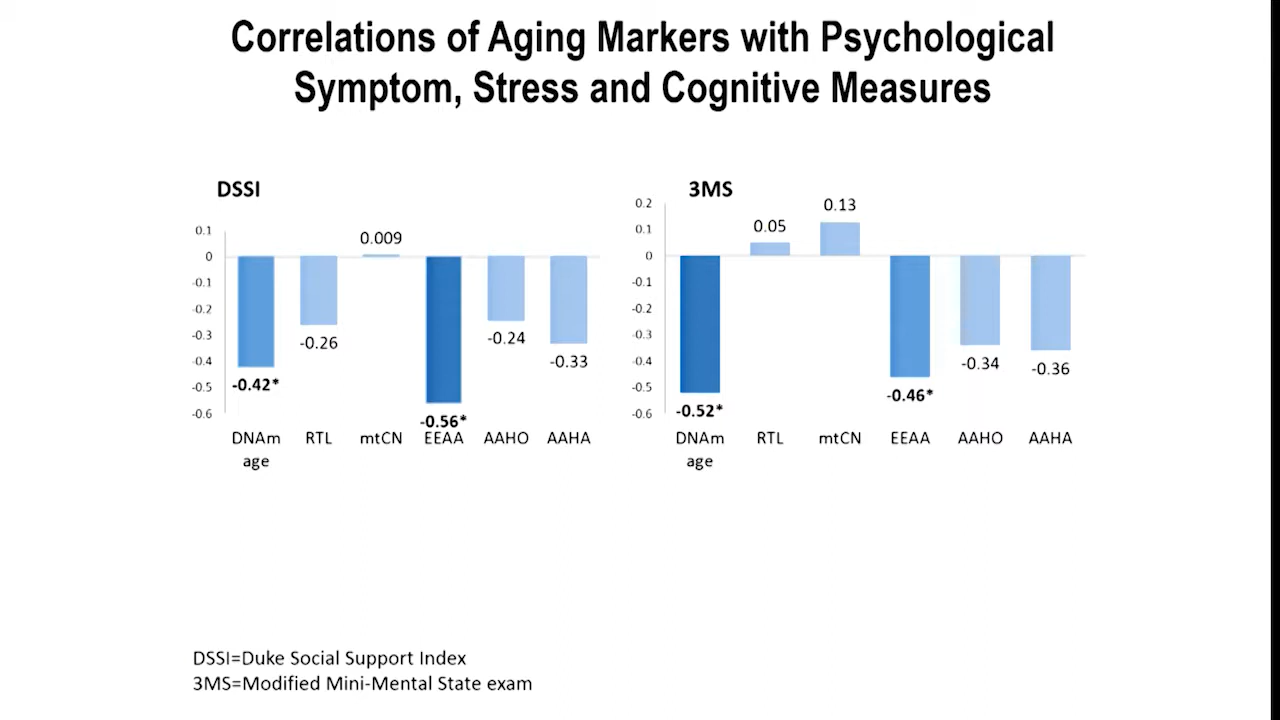 Correlations of Aging Markers with Psychological
Symptom, Stress and Cognitive Measures
DSSI
0.1
0
-0.1
-0.2
-0.3
-0.4
-0.5
-0.6
-0.42*
-0.26
0.009
-0.56*
-0.24
-0.33
DNAm age
RTL
mtCN
EEAA
AAHO
AAHA
3MS
0.2
0.1
0
-0.1
-0.2
-0.3
-0.4
-0.5
-0.6
-0.52*
0.05
0.13
-0.46*
-0.34
-0.36
DNAm age
RTL
mtCN
EEAA
AAHO
AAHA
DSSI=Duke Social Support Index
3MS=Modified Mini-Mental State exam